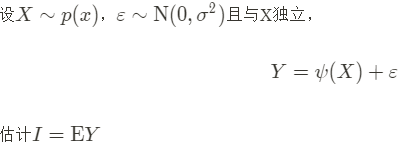 设X ∼ p(x)，ε ∼ N(0, σ²)且与X独立，
Y = ψ(X) + ε
估计I = EY